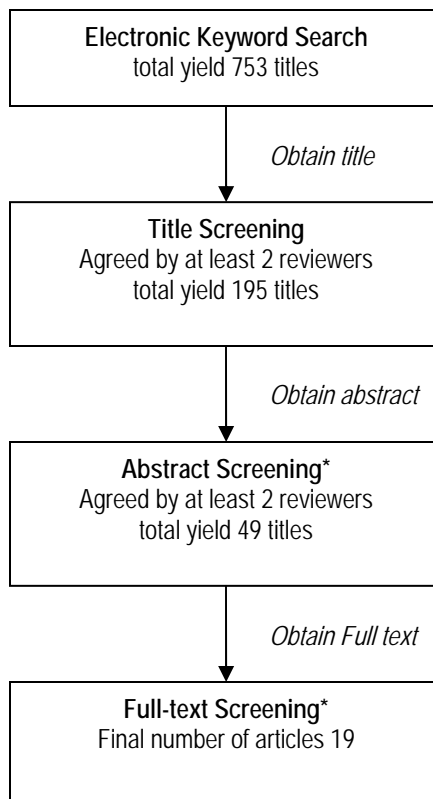 Electronic Keyword Search
total yield 753 titles
Obtain title
Title Screening
Agreed by at least 2 reviewers
total yield 195 titles
Obtain abstract
Abstract Screening*
Agreed by at least 2 reviewers
total yield 49 titles
Obtain Full text
Full-text Screening*
Final number of articles 19